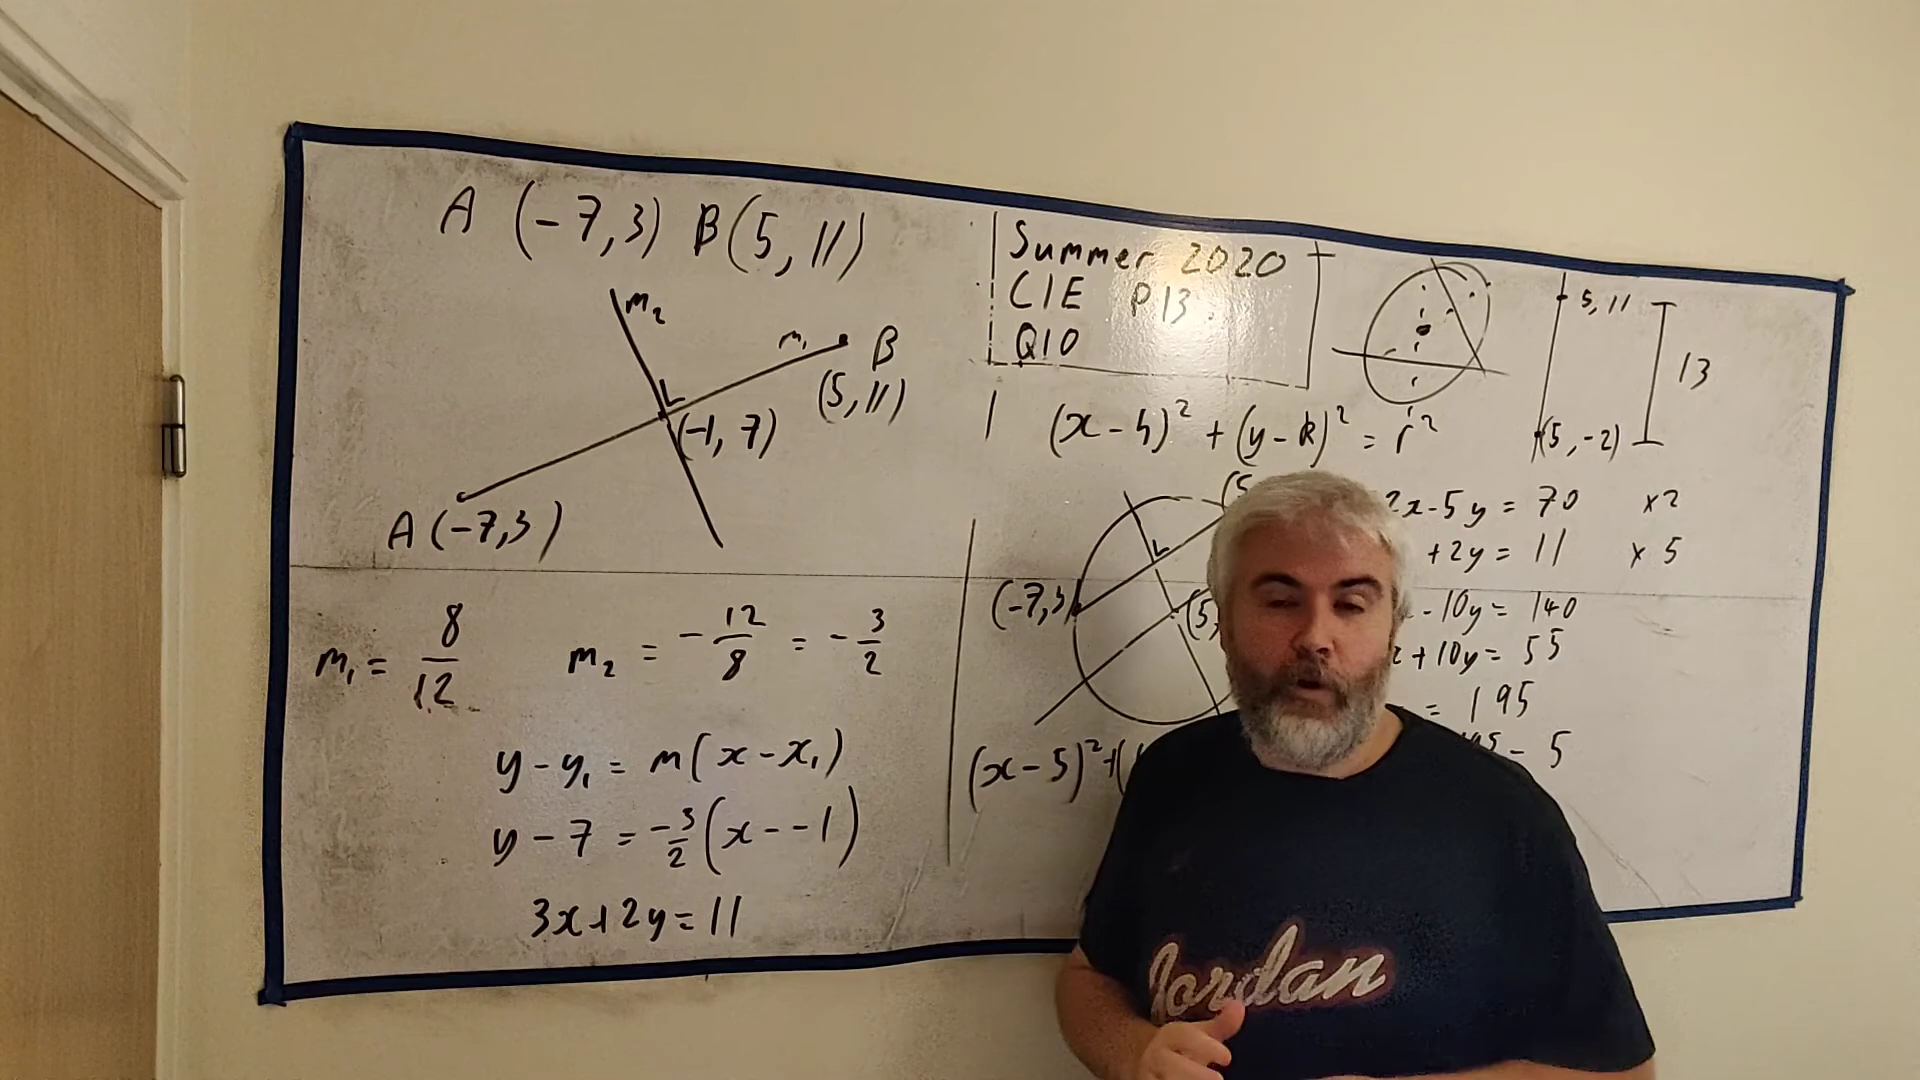 A (-7,3) B(5, 11)
m₂
m₁
B
(5, 11)
(-1, 7)
A (-7,3)
m₁ = 8/12
m₂ = -12/8 = -3/2
y - y₁ = m(x - x₁)
y - 7 = -3/2(x - -1)
3x+2y = 11
Summer 2020
CIE P13
Q10
5, 11
13
(5, -2)
(x - h)² + (y - k)² = r²
(5
(-7,3)
(5,
(x - 5)² + (
2x - 5y = 70 x2
+ 2y = 11 x 5
- 10y = 140
+ 10y = 55
= 195
- 5
Jordan